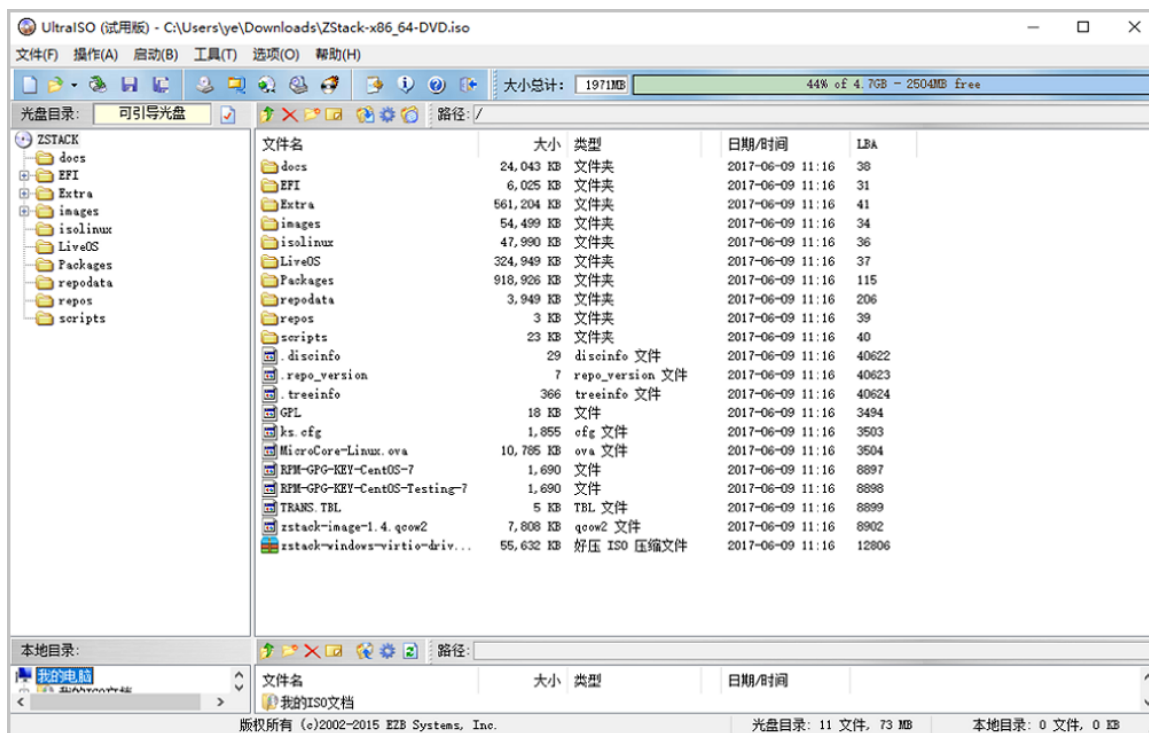 UltraISO (试用版) - C:\Users\ye\Downloads\ZStack-x86_64-DVD.iso
文件(F) 操作(A) 启动(B) 工具(T) 选项(O) 帮助(H)
大小总计: 1971MB 44% of 4.7GB - 2504MB free
光盘目录: 可引导光盘 路径: /
ZSTACK
docs
EFI
Extra
images
isolinux
LiveOS
Packages
repodata
repos
scripts
文件名 大小 类型 日期/时间 LBA
docs 24,043 KB 文件夹 2017-06-09 11:16 38
EFI 6,025 KB 文件夹 2017-06-09 11:16 31
Extra 561,204 KB 文件夹 2017-06-09 11:16 41
images 54,499 KB 文件夹 2017-06-09 11:16 34
isolinux 47,990 KB 文件夹 2017-06-09 11:16 36
LiveOS 324,949 KB 文件夹 2017-06-09 11:16 37
Packages 918,926 KB 文件夹 2017-06-09 11:16 115
repodata 3,949 KB 文件夹 2017-06-09 11:16 206
repos 3 KB 文件夹 2017-06-09 11:16 39
scripts 23 KB 文件夹 2017-06-09 11:16 40
.discinfo 29 discinfo 文件 2017-06-09 11:16 40622
.repo_version 7 repo_version 文件 2017-06-09 11:16 40623
.treeinfo 366 treeinfo 文件 2017-06-09 11:16 40624
GPL 18 KB 文件 2017-06-09 11:16 3494
ks.cfg 1,855 cfg 文件 2017-06-09 11:16 3503
MicroCore-Linux.ova 10,785 KB ova 文件 2017-06-09 11:16 3504
RPM-GPG-KEY-CentOS-7 1,690 文件 2017-06-09 11:16 8897
RPM-GPG-KEY-CentOS-Testing-7 1,690 文件 2017-06-09 11:16 8898
TRANS.TBL 5 KB TBL 文件 2017-06-09 11:16 8899
zstack-image-1.4.qcow2 7,808 KB qcow2 文件 2017-06-09 11:16 8902
zstack-windows-virtio-driv... 55,632 KB 好压 ISO 压缩文件 2017-06-09 11:16 12806
本地目录: 路径:
我的电脑
我的ISO文档
文件名 大小 类型 日期/时间
我的ISO文档
版权所有 (c)2002-2015 EZB Systems, Inc. 光盘目录: 11 文件, 73 MB 本地目录: 0 文件, 0 KB